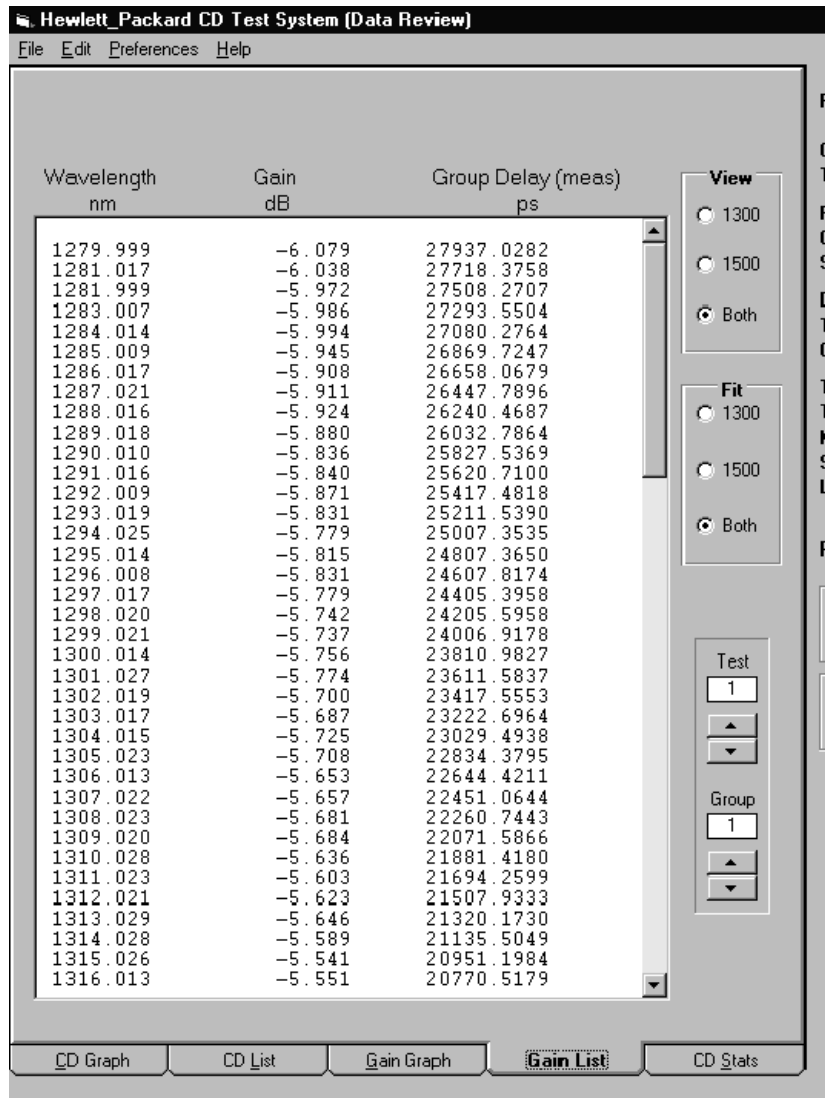 Hewlett_Packard CD Test System (Data Review)
File Edit Preferences Help
Wavelength Gain Group Delay (meas)
nm dB ps
1279.999 -6.079 27937.0282
1281.017 -6.038 27718.3758
1281.999 -5.972 27508.2707
1283.007 -5.986 27293.5504
1284.014 -5.994 27080.2764
1285.009 -5.945 26869.7247
1286.017 -5.908 26658.0679
1287.021 -5.911 26447.7896
1288.016 -5.924 26240.4687
1289.018 -5.880 26032.7864
1290.010 -5.836 25827.5369
1291.016 -5.840 25620.7100
1292.009 -5.871 25417.4818
1293.019 -5.831 25211.5390
1294.025 -5.779 25007.3535
1295.014 -5.815 24807.3650
1296.008 -5.831 24607.8174
1297.017 -5.779 24405.3958
1298.020 -5.742 24205.5958
1299.021 -5.737 24006.9178
1300.014 -5.756 23810.9827
1301.027 -5.774 23611.5837
1302.019 -5.700 23417.5553
1303.017 -5.687 23222.6964
1304.015 -5.725 23029.4938
1305.023 -5.708 22834.3795
1306.013 -5.653 22644.4211
1307.022 -5.657 22451.0644
1308.023 -5.681 22260.7443
1309.020 -5.684 22071.5866
1310.028 -5.636 21881.4180
1311.023 -5.603 21694.2599
1312.021 -5.623 21507.9333
1313.029 -5.646 21320.1730
1314.028 -5.589 21135.5049
1315.026 -5.541 20951.1984
1316.013 -5.551 20770.5179
View
1300
1500
Both
Fit
1300
1500
Both
Test
1
Group
1
CD Graph CD List Gain Graph Gain List CD Stats